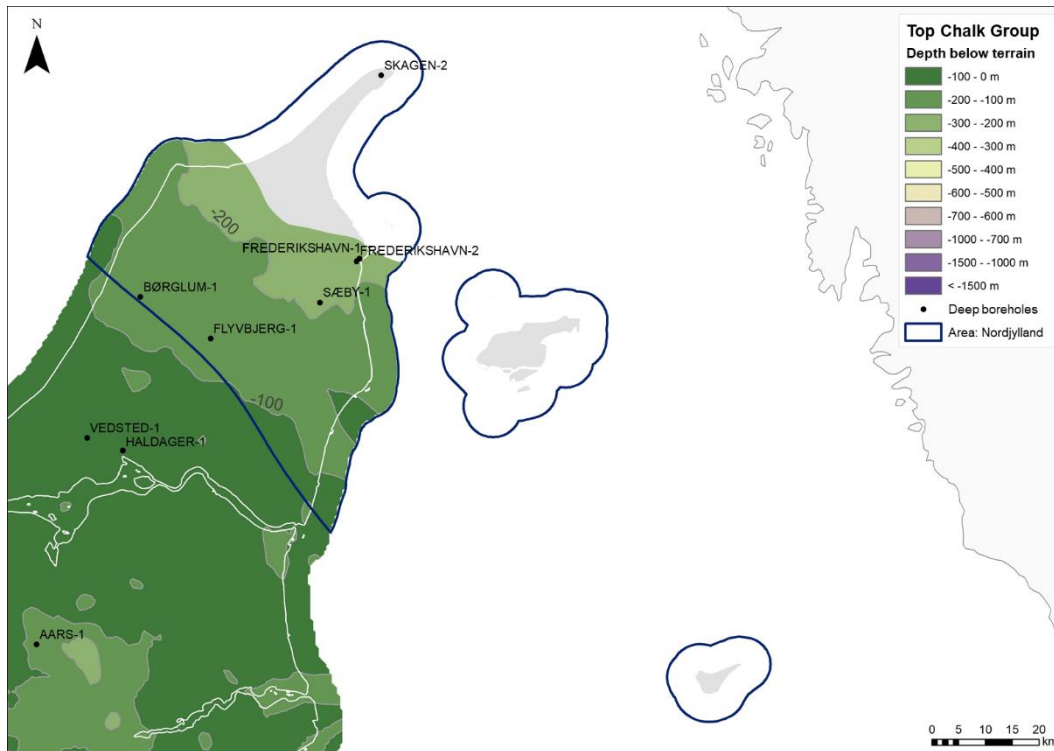 N
SKAGEN-2
-200
FREDERIKSHAVN-1
FREDERIKSHAVN-2
BØRGLUM-1
SÆBY-1
FLYVBJERG-1
-100
VEDSTED-1
HALDAGER-1
AARS-1
Top Chalk Group
Depth below terrain
-100 - 0 m
-200 - -100 m
-300 - -200 m
-400 - -300 m
-500 - -400 m
-600 - -500 m
-700 - -600 m
-1000 - -700 m
-1500 - -1000 m
< -1500 m
Deep boreholes
Area: Nordjylland
0 5 10 15 20
km